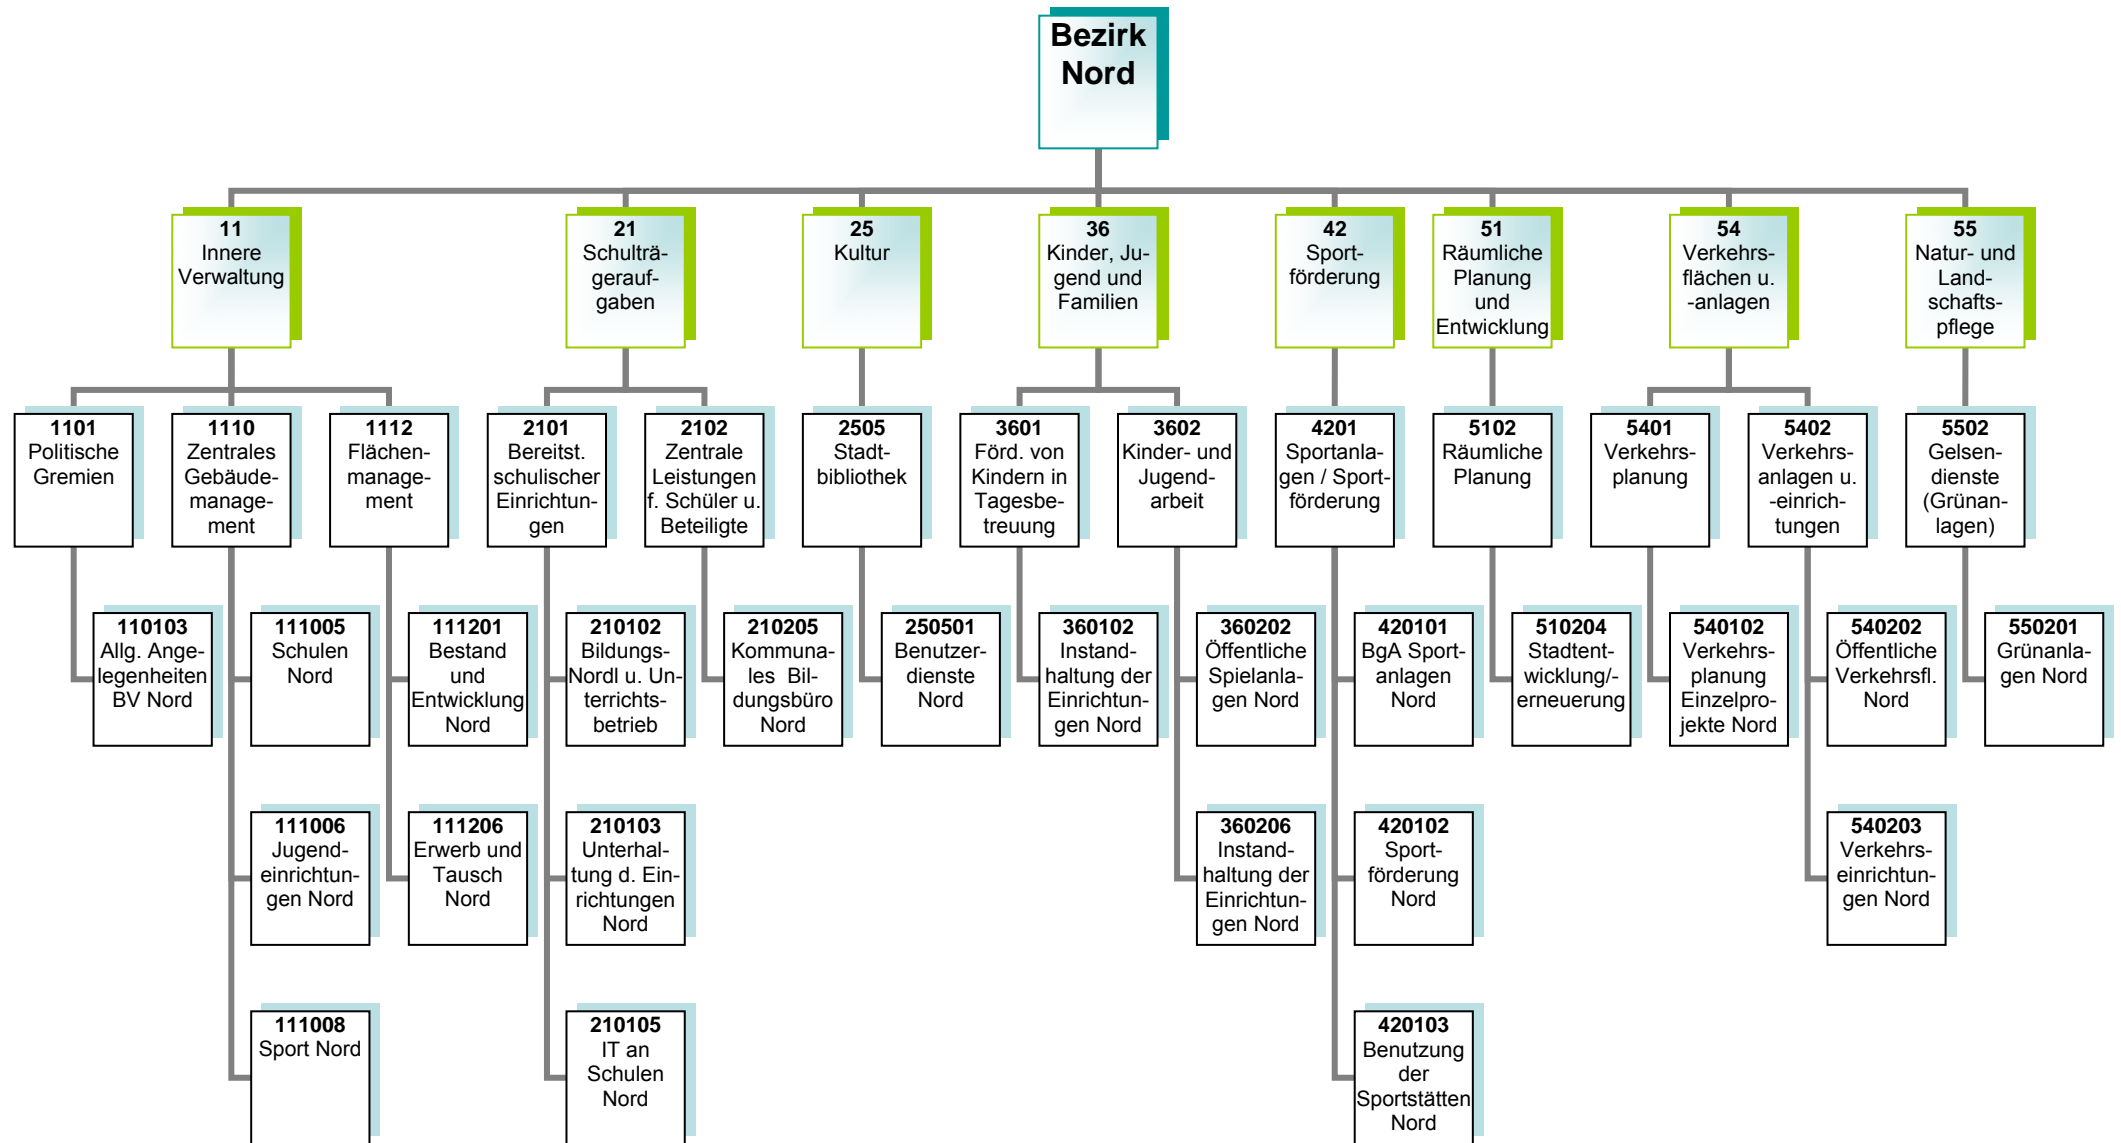 Bezirk
Nord
11
Innere
Verwaltung
21
Schulträ-
gerauf-
gaben
25
Kultur
36
Kinder, Ju-
gend und
Familien
42
Sport-
förderung
51
Räumliche
Planung
und
Entwicklung
54
Verkehrs-
flächen u.
-anlagen
55
Natur- und
Land-
schafts-
pflege
1101
Politische
Gremien
1110
Zentrales
Gebäude-
manage-
ment
1112
Flächen-
manage-
ment
2101
Bereitst.
schulischer
Einrichtun-
gen
2102
Zentrale
Leistungen
f. Schüler u.
Beteiligte
2505
Stadt-
bibliothek
3601
Förd. von
Kindern in
Tagesbe-
treuung
3602
Kinder- und
Jugend-
arbeit
4201
Sportanla-
gen / Sport-
förderung
5102
Räumliche
Planung
5401
Verkehrs-
planung
5402
Verkehrs-
anlagen u.
-einrich-
tungen
5502
Gelsen-
dienste
(Grünan-
lagen)
110103
Allg. Ange-
legenheiten
BV Nord
111005
Schulen
Nord
111201
Bestand
und
Entwicklung
Nord
210102
Bildungs-
Nordl u. Un-
terrichts-
betrieb
210205
Kommuna-
les  Bil-
dungsbüro
Nord
250501
Benutzer-
dienste
Nord
360102
Instand-
haltung der
Einrichtun-
gen Nord
360202
Öffentliche
Spielanla-
gen Nord
420101
BgA Sport-
anlagen
Nord
510204
Stadtent-
wicklung/-
erneuerung
540102
Verkehrs-
planung
Einzelpro-
jekte Nord
540202
Öffentliche
Verkehrsfl.
Nord
550201
Grünanla-
gen Nord
111006
Jugend-
einrichtun-
gen Nord
111206
Erwerb und
Tausch
Nord
210103
Unterhal-
tung d. Ein-
richtungen
Nord
360206
Instand-
haltung der
Einrichtun-
gen Nord
420102
Sport-
förderung
Nord
540203
Verkehrs-
einrichtun-
gen Nord
111008
Sport Nord
210105
IT an
Schulen
Nord
420103
Benutzung
der
Sportstätten
Nord